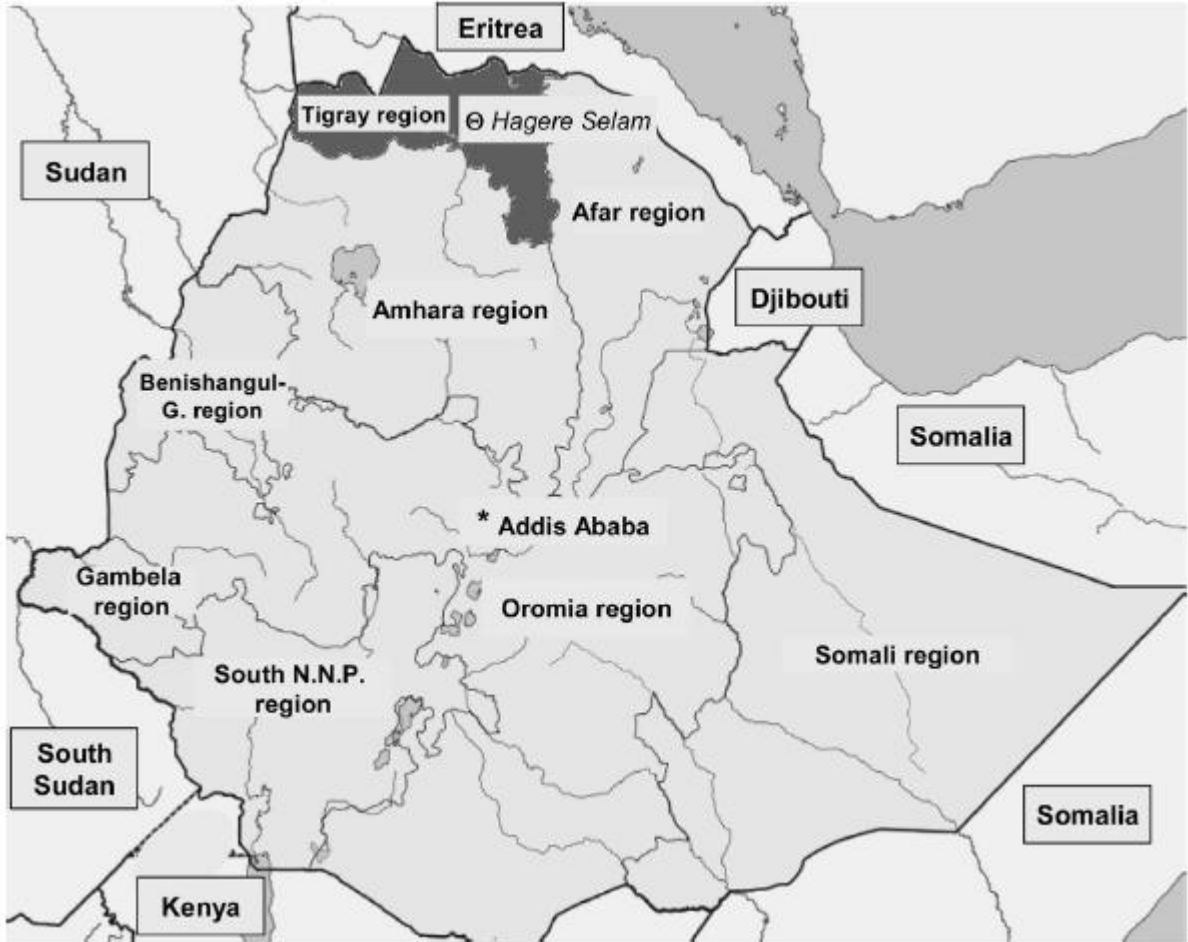 Eritrea
Tigray region
Θ Hagere Selam
Sudan
Afar region
Djibouti
Amhara region
Benishangul-
G. region
Somalia
* Addis Ababa
Gambela
region
Oromia region
Somali region
South N.N.P.
region
South
Sudan
Somalia
Kenya